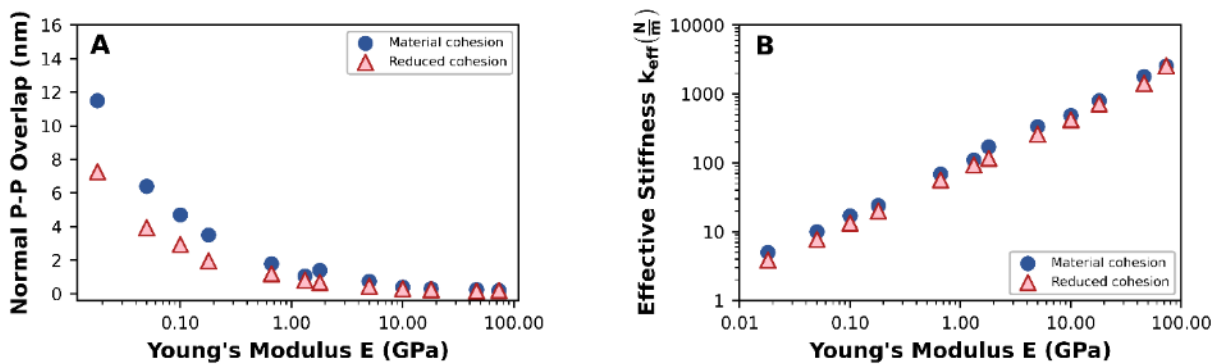 A
Material cohesion
Reduced cohesion
Normal P-P Overlap (nm)
16
14
12
10
8
6
4
2
0
0.10
1.00
10.00
100.00
Young's Modulus E (GPa)
B
Material cohesion
Reduced cohesion
Effective Stiffness k_eff (N/m)
10000
1000
100
10
1
0.01
0.10
1.00
10.00
100.00
Young's Modulus E (GPa)